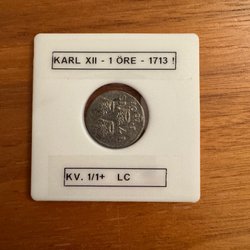 KARL XII - 1 ÖRE - 1713 !
KV. 1/1+ LC